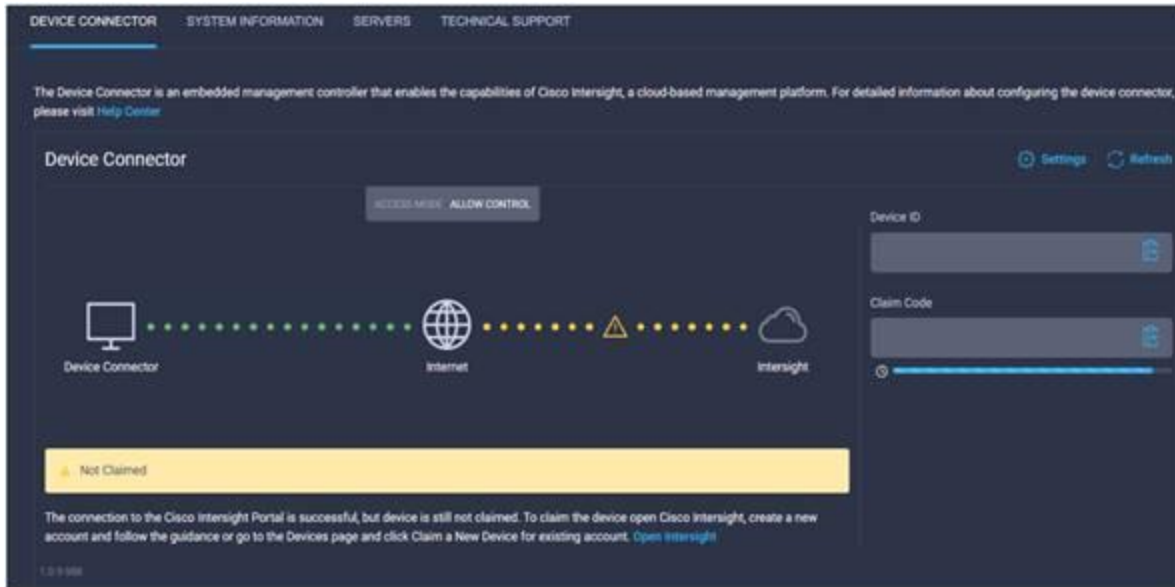 DEVICE CONNECTOR SYSTEM INFORMATION SERVERS TECHNICAL SUPPORT
The Device Connector is an embedded management controller that enables the capabilities of Cisco Intersight, a cloud-based management platform. For detailed information about configuring the device connector,
please visit Help Center
Device Connector
Settings Refresh
ACCESS MODE ALLOW CONTROL
Device ID
Claim Code
Device Connector Internet Intersight
Not Claimed
The connection to the Cisco Intersight Portal is successful, but device is still not claimed. To claim the device open Cisco Intersight, create a new
account and follow the guidance or go to the Devices page and click Claim a New Device for existing account. Open Intersight